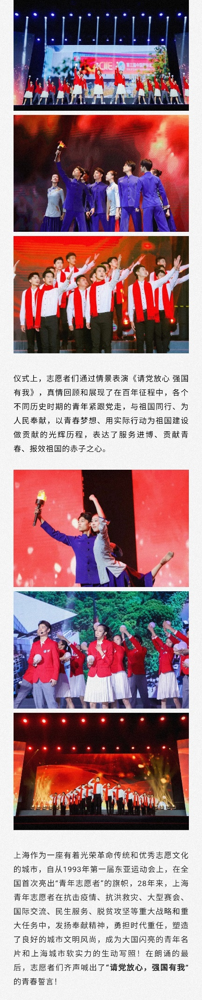 CIIE
第三届中国国际进
仪式上，志愿者们通过情景表演《请党放心 强国
有我》，真情回顾和展现了在百年征程中，各个
不同历史时期的青年紧跟党走，与祖国同行、为
人民奉献，以青春梦想、用实际行动为祖国建设
做贡献的光辉历程，表达了服务进博、贡献青
春、报效祖国的赤子之心。
上海作为一座有着光荣革命传统和优秀志愿文化
的城市，自从1993年第一届东亚运动会上，在全
国首次亮出“青年志愿者”的旗帜，28年来，上海
青年志愿者在抗击疫情、抗洪救灾、大型赛会、
国际交流、民生服务、脱贫攻坚等重大战略和重
大任务中，发扬奉献精神，勇担时代重任，塑造
了良好的城市文明风尚，成为大国闪亮的青年名
片和上海城市软实力的生动写照！在朗诵的最
后，志愿者们齐声喊出了“请党放心，强国有我”
的青春誓言！